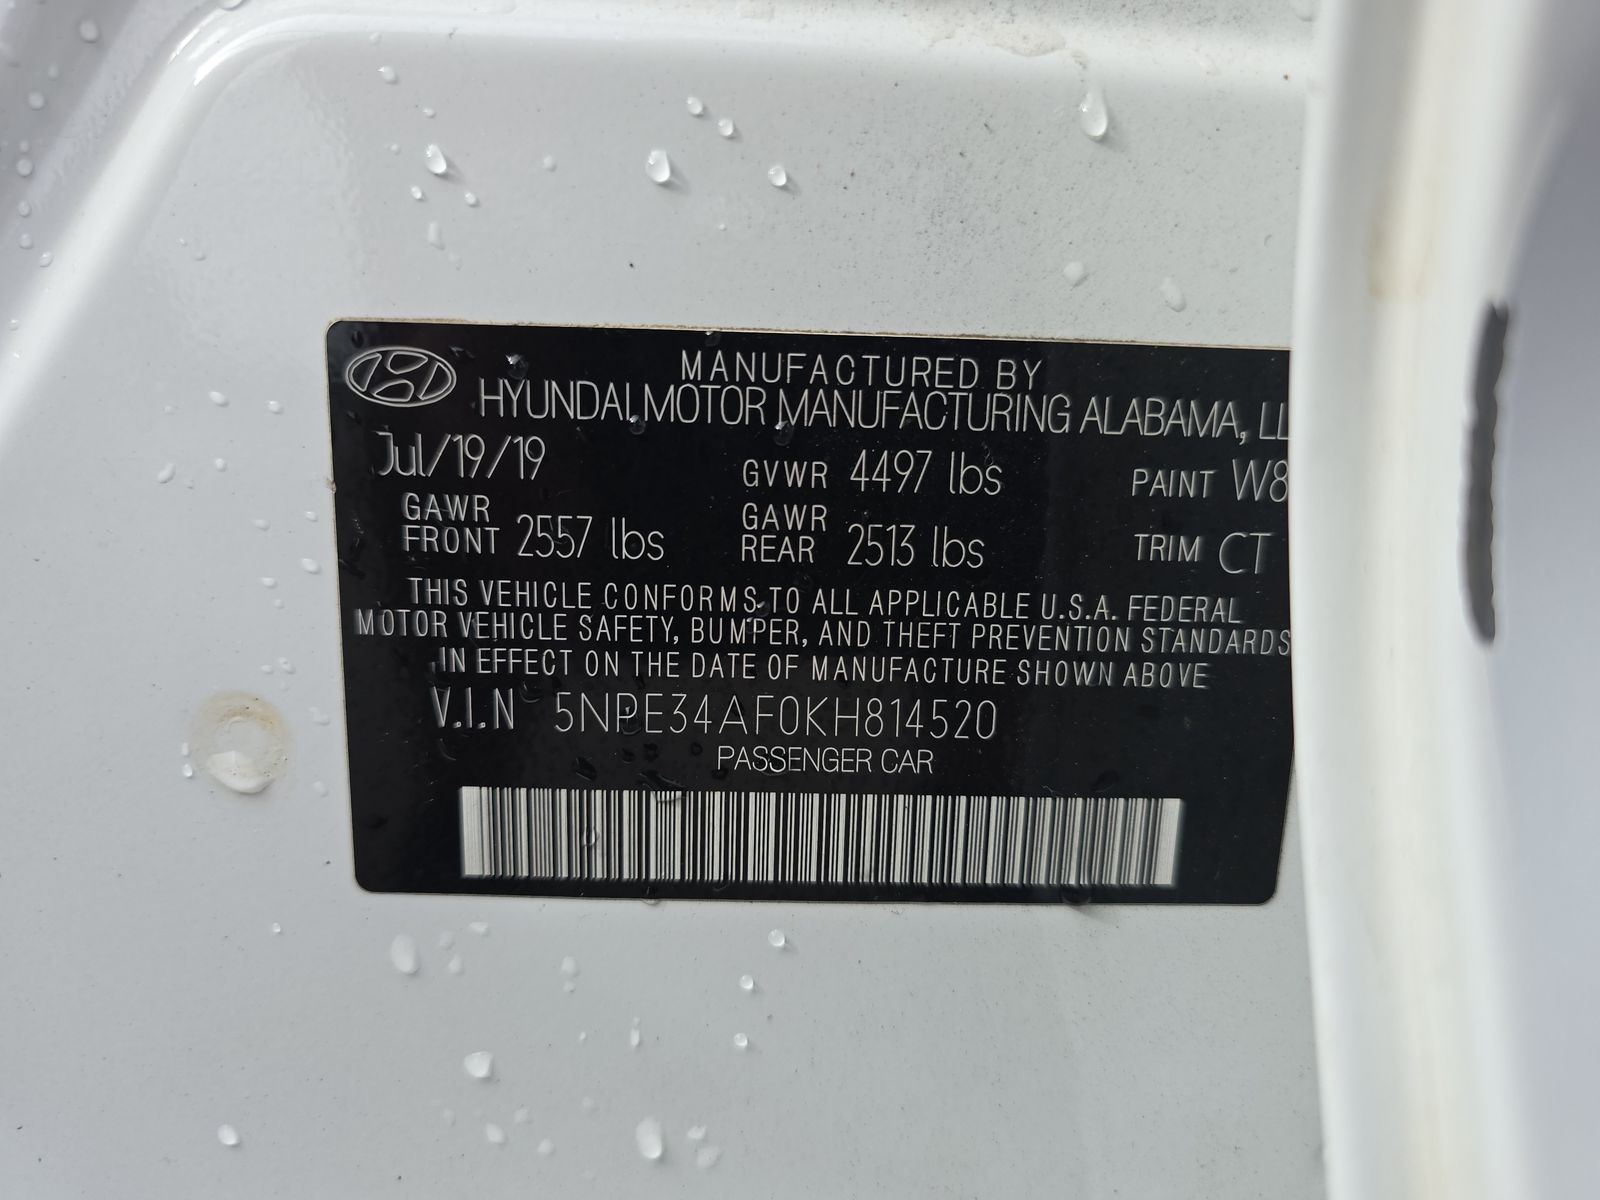 MANUFACTURED BY
HYUNDAI MOTOR MANUFACTURING ALABAMA, LL
Jul/19/19 GVWR 4497 lbs PAINT W8
GAWR FRONT 2557 lbs GAWR REAR 2513 lbs TRIM CT
THIS VEHICLE CONFORMS TO ALL APPLICABLE U.S.A. FEDERAL
MOTOR VEHICLE SAFETY, BUMPER, AND THEFT PREVENTION STANDARDS
IN EFFECT ON THE DATE OF MANUFACTURE SHOWN ABOVE
V.I.N 5NPE34AF0KH814520
PASSENGER CAR